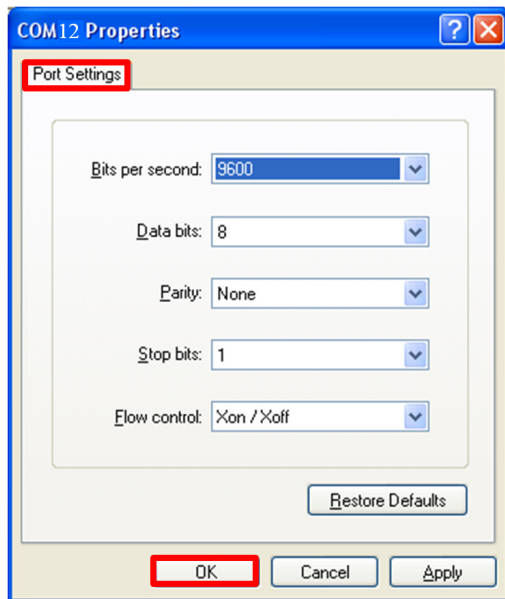 COM12 Properties
Port Settings
Bits per second: 9600
Data bits: 8
Parity: None
Stop bits: 1
Flow control: Xon / Xoff
Restore Defaults
OK Cancel Apply